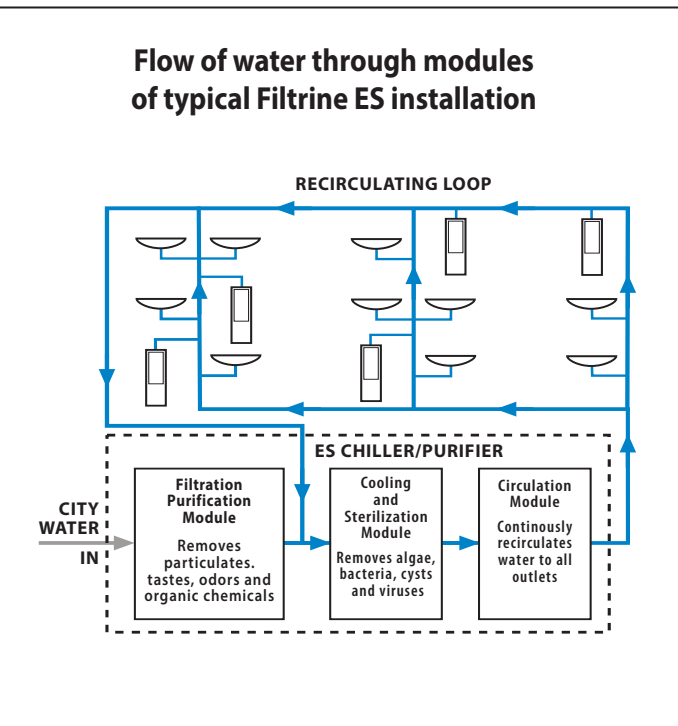 Flow of water through modules
of typical Filtrine ES installation
RECIRCULATING LOOP
ES CHILLER/PURIFIER
CITY
WATER
IN
Filtration
Purification
Module
Removes
particulates.
tastes, odors and
organic chemicals
Cooling
and
Sterilization
Module
Removes algae,
bacteria, cysts
and viruses
Circulation
Module
Continously
recirculates
water to all
outlets